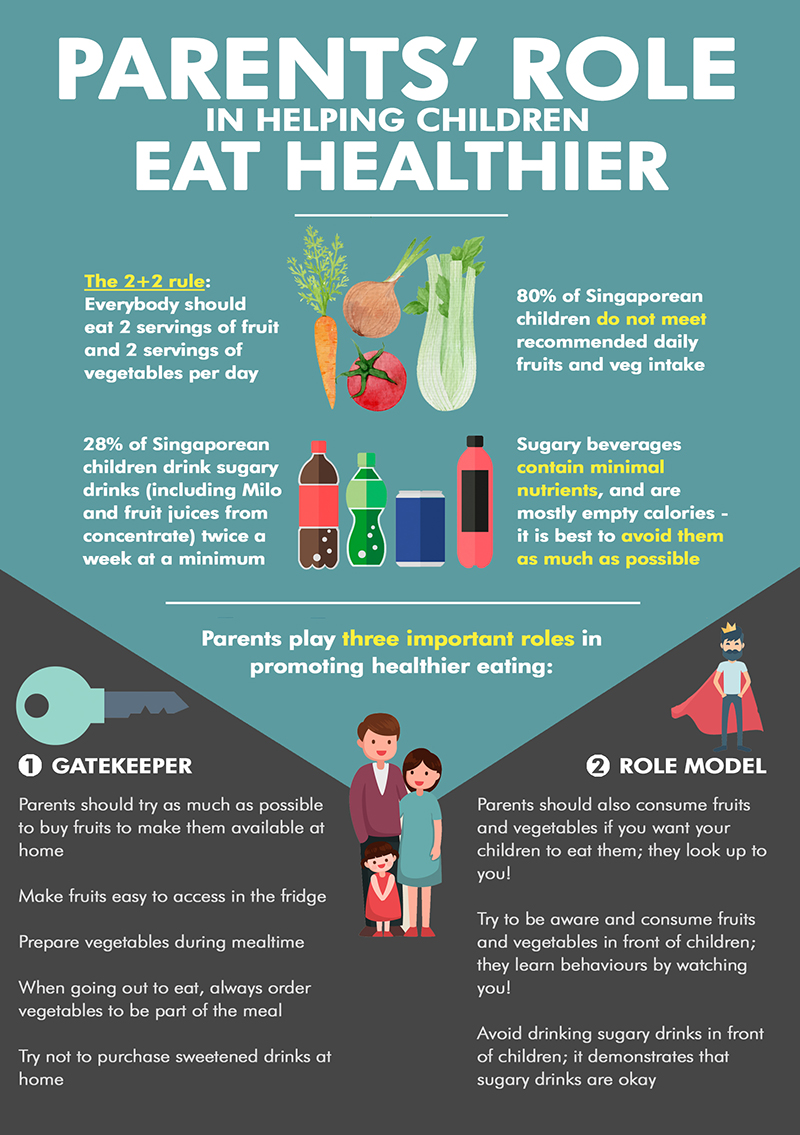 PARENTS' ROLE
IN HELPING CHILDREN
EAT HEALTHIER
The 2+2 rule:
Everybody should
eat 2 servings of fruit
and 2 servings of
vegetables per day
80% of Singaporean
children do not meet
recommended daily
fruits and veg intake
28% of Singaporean
children drink sugary
drinks (including Milo
and fruit juices from
concentrate) twice a
week at a minimum
Sugary beverages
contain minimal
nutrients, and are
mostly empty calories -
it is best to avoid them
as much as possible
Parents play three important roles in
promoting healthier eating:
1 GATEKEEPER
Parents should try as much as possible
to buy fruits to make them available at
home
Make fruits easy to access in the fridge
Prepare vegetables during mealtime
When going out to eat, always order
vegetables to be part of the meal
Try not to purchase sweetened drinks at
home
2 ROLE MODEL
Parents should also consume fruits
and vegetables if you want your
children to eat them; they look up to
you!
Try to be aware and consume fruits
and vegetables in front of children;
they learn behaviours by watching
you!
Avoid drinking sugary drinks in front
of children; it demonstrates that
sugary drinks are okay